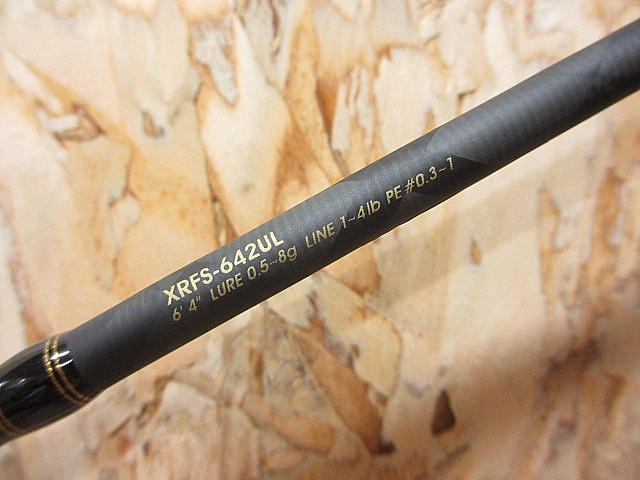 XRFS-642UL
6' 4" LURE 0.5~8g LINE 1~4lb PE #0.3~1